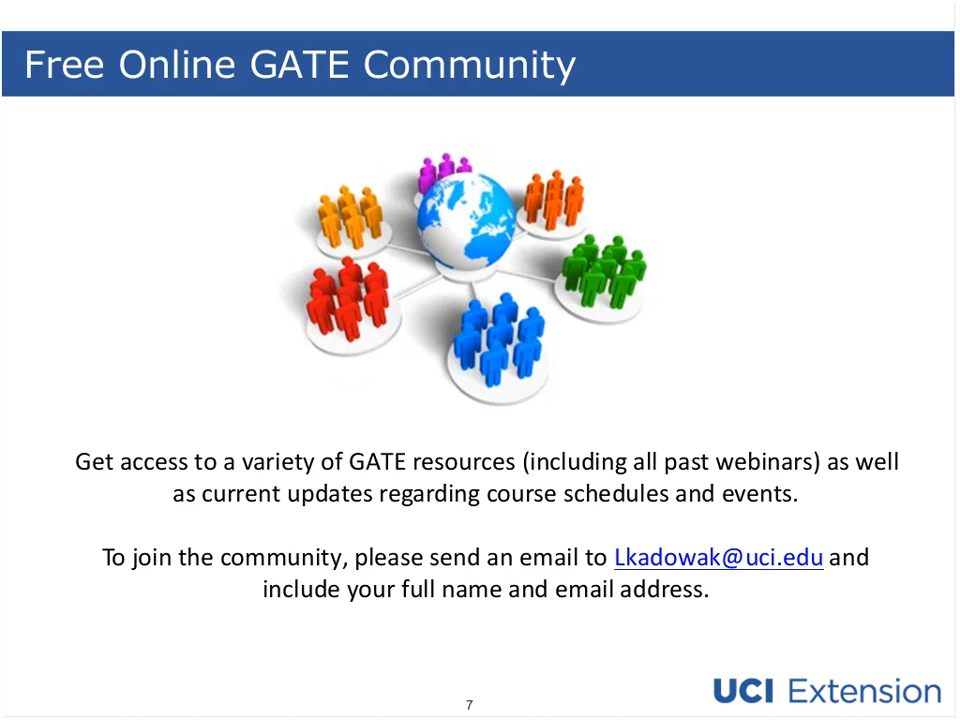 Free Online GATE Community
Get access to a variety of GATE resources (including all past webinars) as well
as current updates regarding course schedules and events.
To join the community, please send an email to Lkadowak@uci.edu and
include your full name and email address.
UCI Extension
7